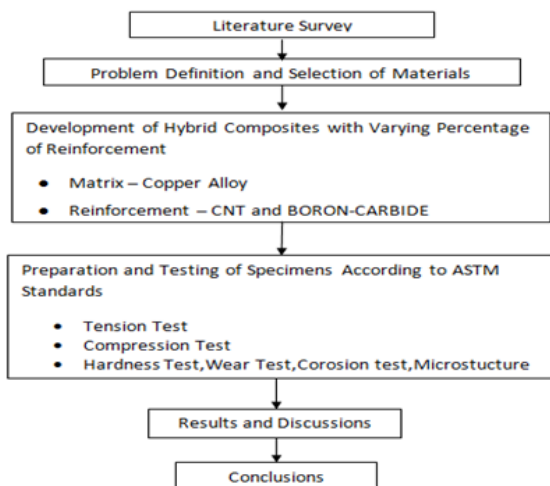 Literature Survey
Problem Definition and Selection of Materials
Development of Hybrid Composites with Varying Percentage
of Reinforcement
● Matrix – Copper Alloy
● Reinforcement – CNT and BORON-CARBIDE
Preparation and Testing of Specimens According to ASTM
Standards
• Tension Test
• Compression Test
• Hardness Test,Wear Test,Corosion test,Microstucture
Results and Discussions
Conclusions